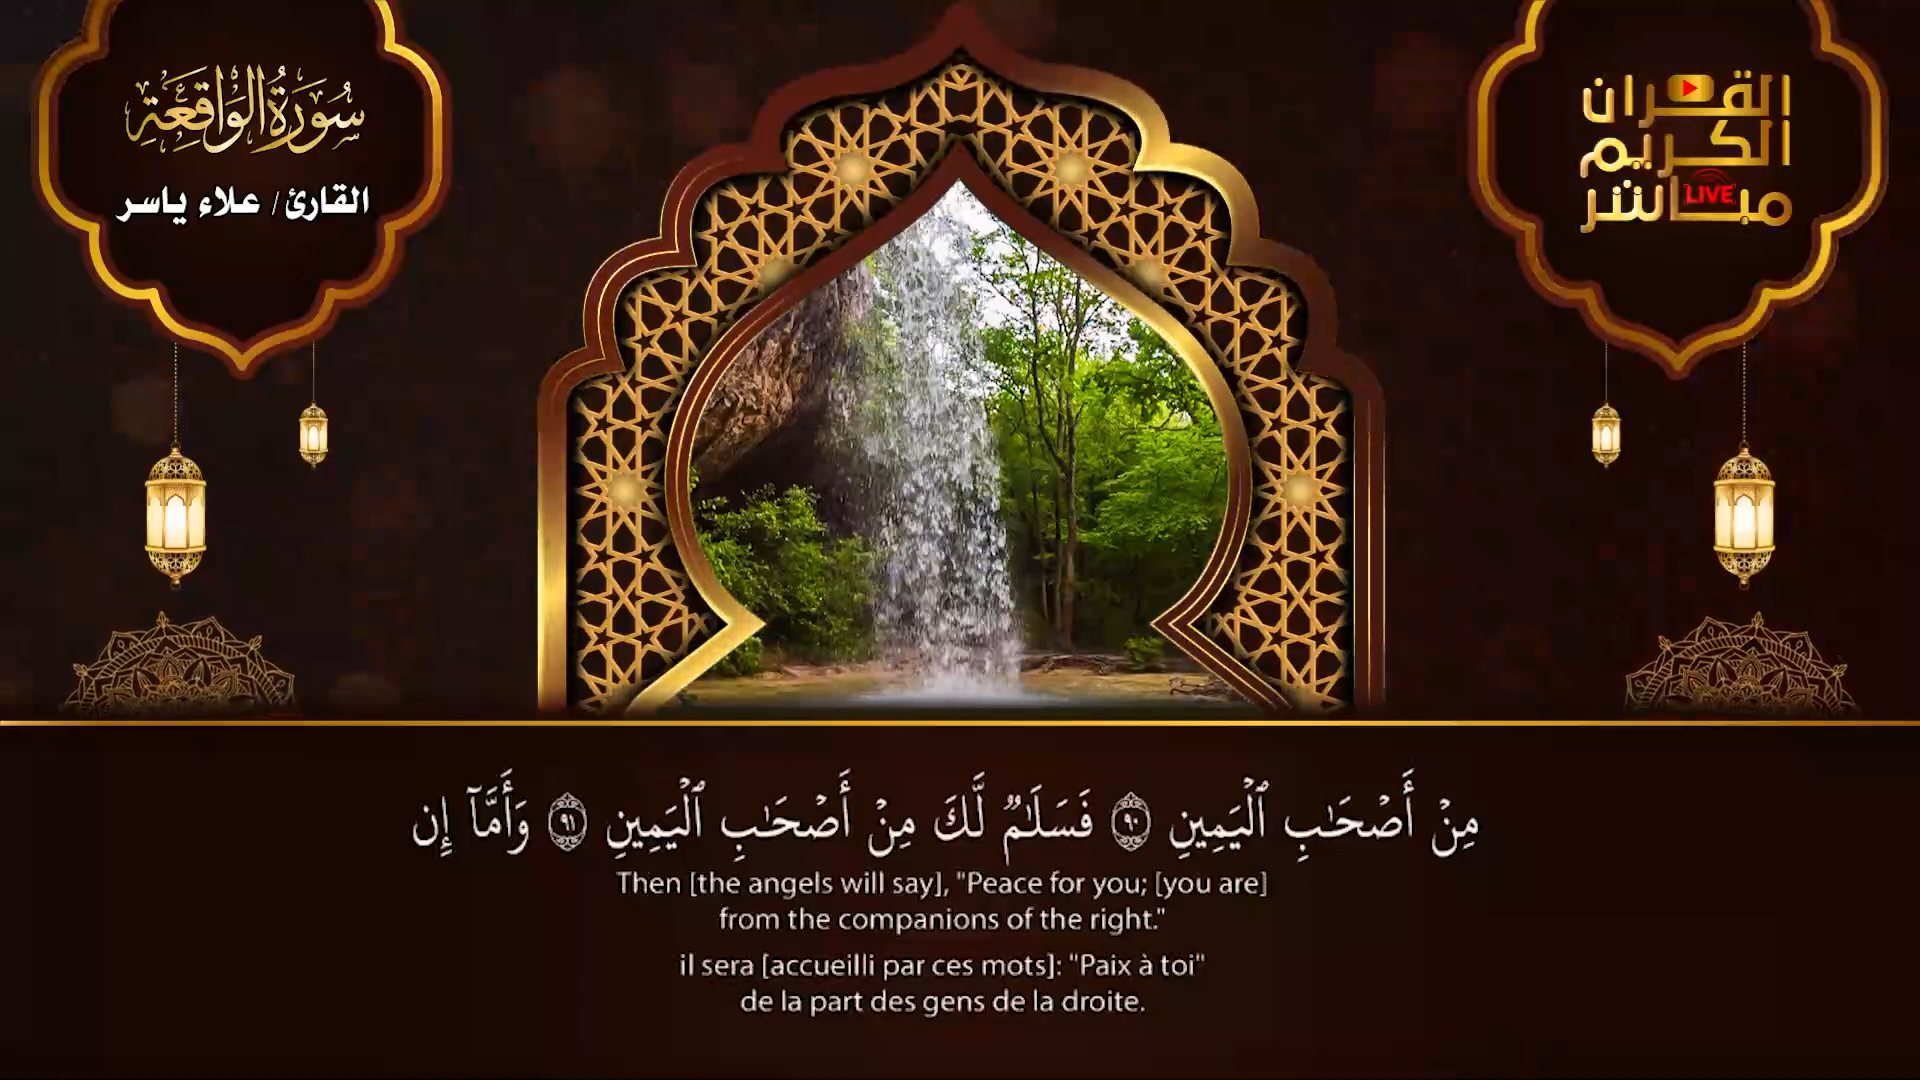 سُورَةُ الْوَاقِعَةِ
القارئ / علاء ياسر
القرآن
الكريم
مباشر
LIVE
مِنْ أَصْحَٰبِ ٱلْيَمِينِ ٩٠ فَسَلَٰمٌ لَّكَ مِنْ أَصْحَٰبِ ٱلْيَمِينِ ٩١ وَأَمَّآ إِن
Then [the angels will say], "Peace for you; [you are]
from the companions of the right."
il sera [accueilli par ces mots]: "Paix à toi"
de la part des gens de la droite.